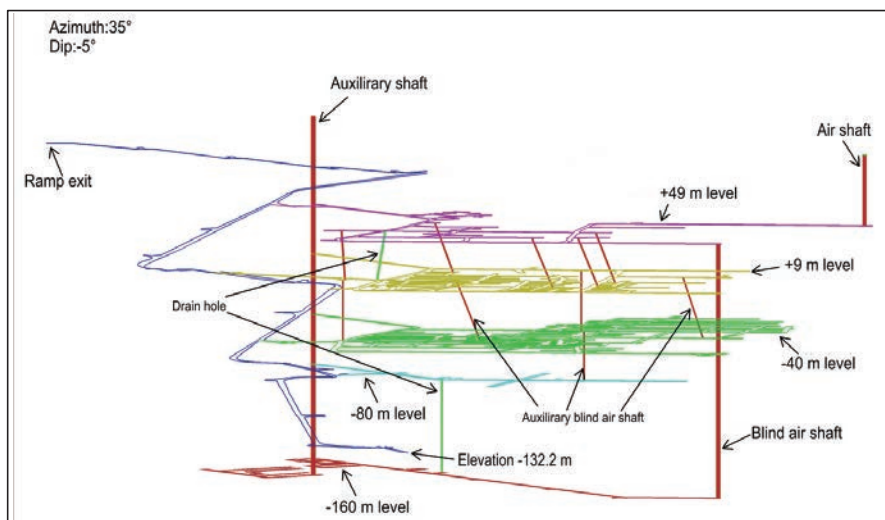 Azimuth:35°
Dip:-5°
Auxilirary shaft
Air shaft
Ramp exit
+49 m level
+9 m level
Drain hole
-40 m level
-80 m level
Auxilirary blind air shaft
Blind air shaft
Elevation -132.2 m
-160 m level